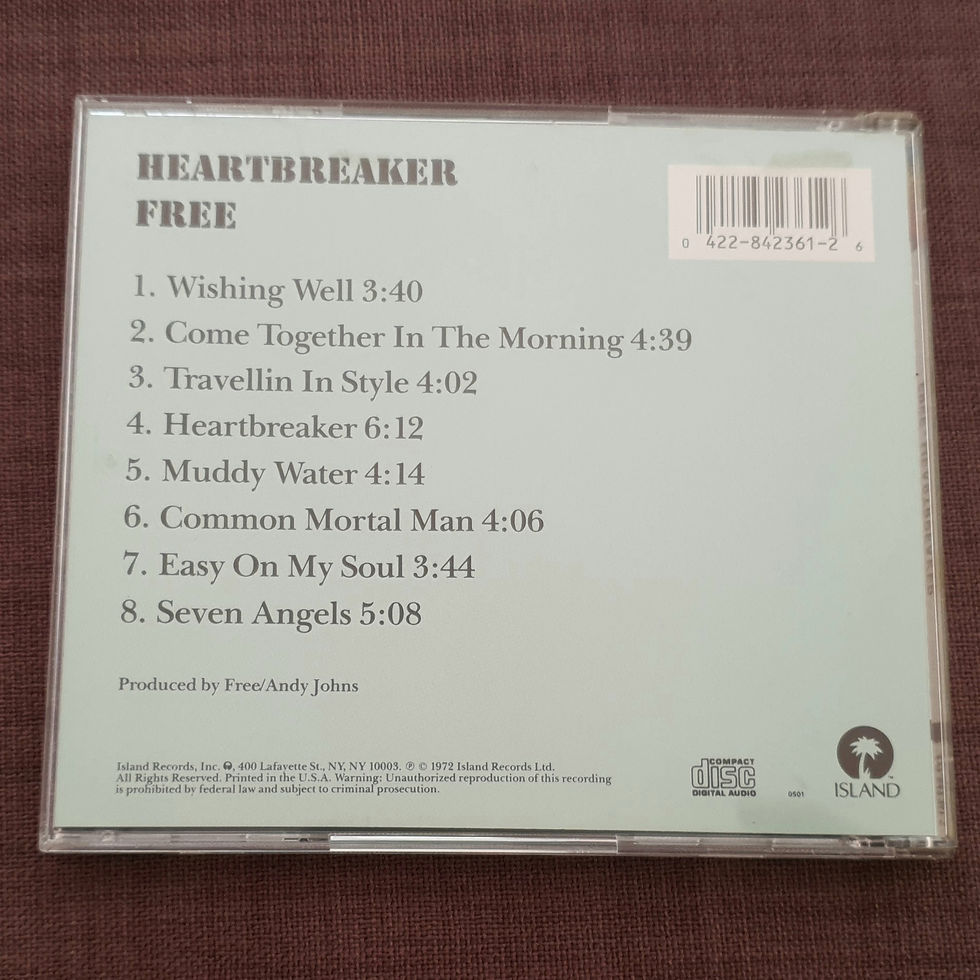 HEARTBREAKER
FREE
0 422-842361-2 6
1. Wishing Well 3:40
2. Come Together In The Morning 4:39
3. Travellin In Style 4:02
4. Heartbreaker 6:12
5. Muddy Water 4:14
6. Common Mortal Man 4:06
7. Easy On My Soul 3:44
8. Seven Angels 5:08
Produced by Free/Andy Johns
Island Records, Inc. , 400 Lafayette St., NY, NY 10003. ℗ © 1972 Island Records Ltd.
All Rights Reserved. Printed in the U.S.A. Warning: Unauthorized reproduction of this recording
is prohibited by federal law and subject to criminal prosecution.
COMPACT
disc
DIGITAL AUDIO
0501
ISLAND™